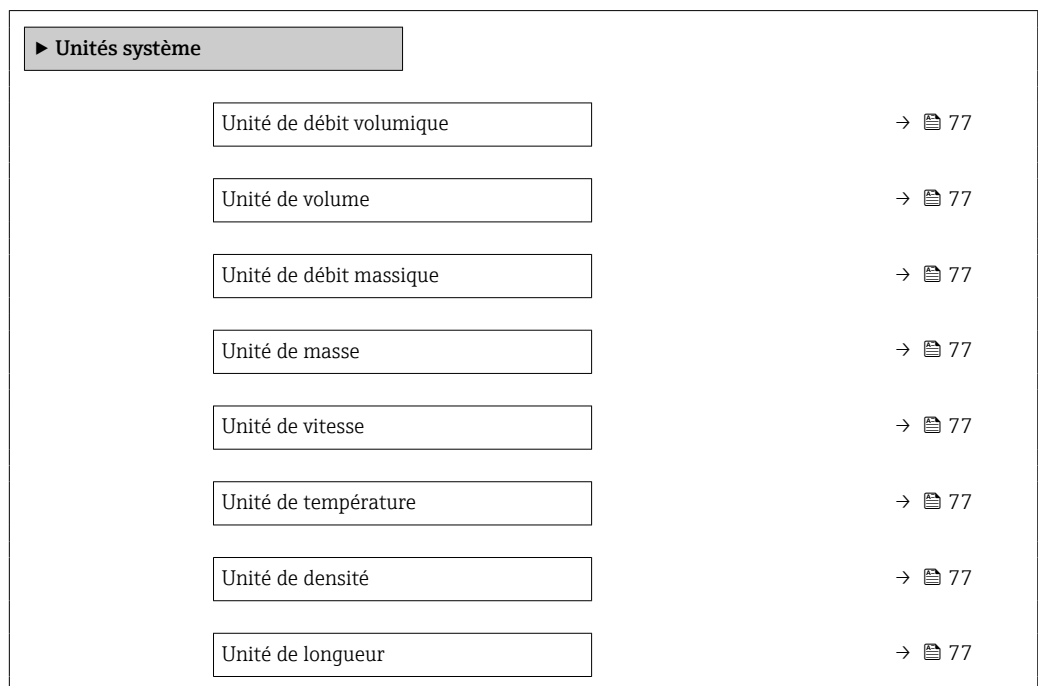 ▶ Unités système
Unité de débit volumique → 🖹 77
Unité de volume → 🖹 77
Unité de débit massique → 🖹 77
Unité de masse → 🖹 77
Unité de vitesse → 🖹 77
Unité de température → 🖹 77
Unité de densité → 🖹 77
Unité de longueur → 🖹 77